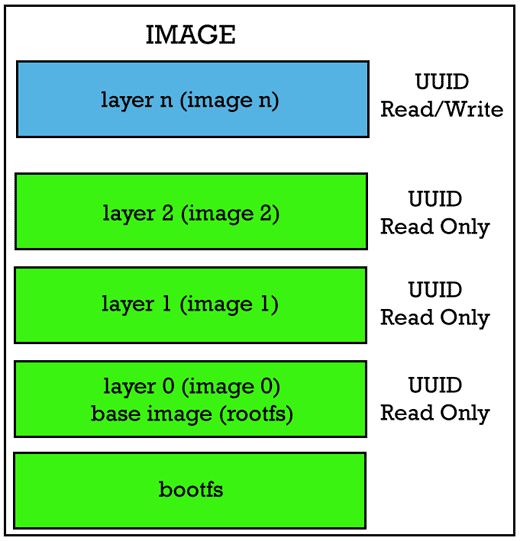 IMAGE
layer n (image n)
UUID
Read/Write
layer 2 (image 2)
UUID
Read Only
layer 1 (image 1)
UUID
Read Only
layer 0 (image 0)
base image (rootfs)
UUID
Read Only
bootfs